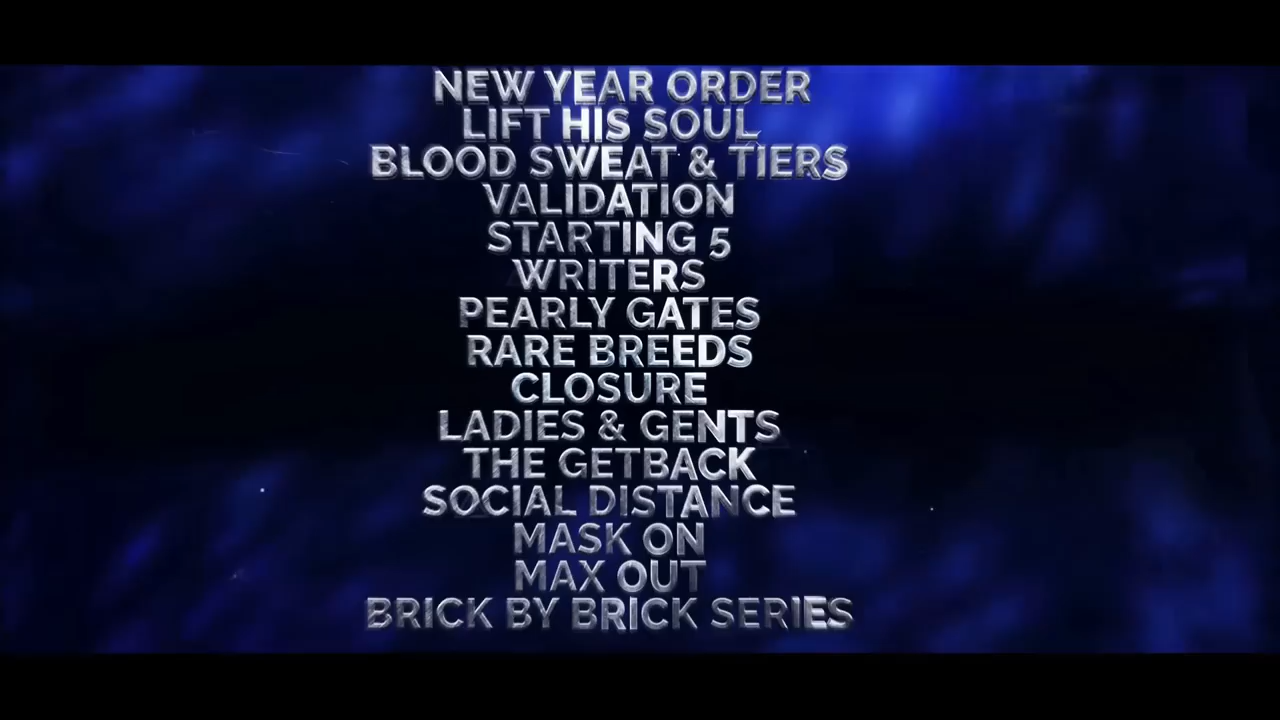 NEW YEAR ORDER
LIFT HIS SOUL
BLOOD SWEAT & TIERS
VALIDATION
STARTING 5
WRITERS
PEARLY GATES
RARE BREEDS
CLOSURE
LADIES & GENTS
THE GETBACK
SOCIAL DISTANCE
MASK ON
MAX OUT
BRICK BY BRICK SERIES